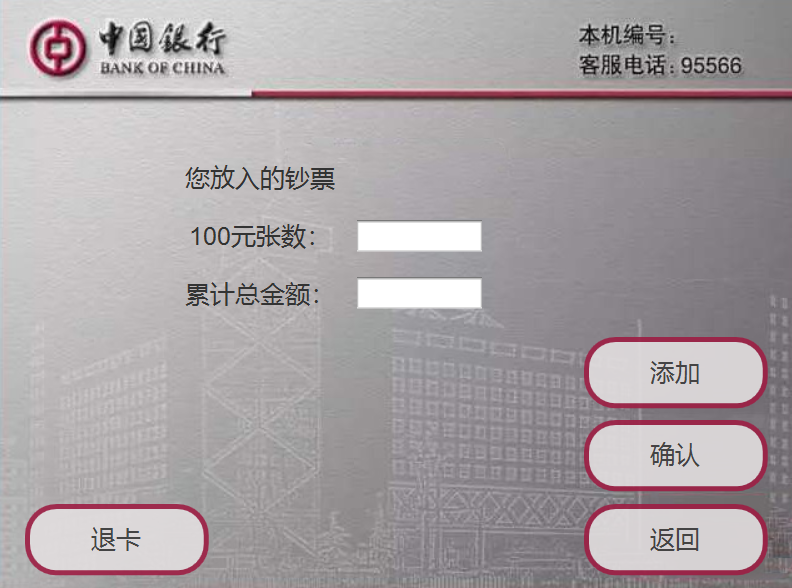 中国银行
BANK OF CHINA
本机编号：
客服电话：95566
您放入的钞票
100元张数：
累计总金额：
添加
确认
退卡
返回